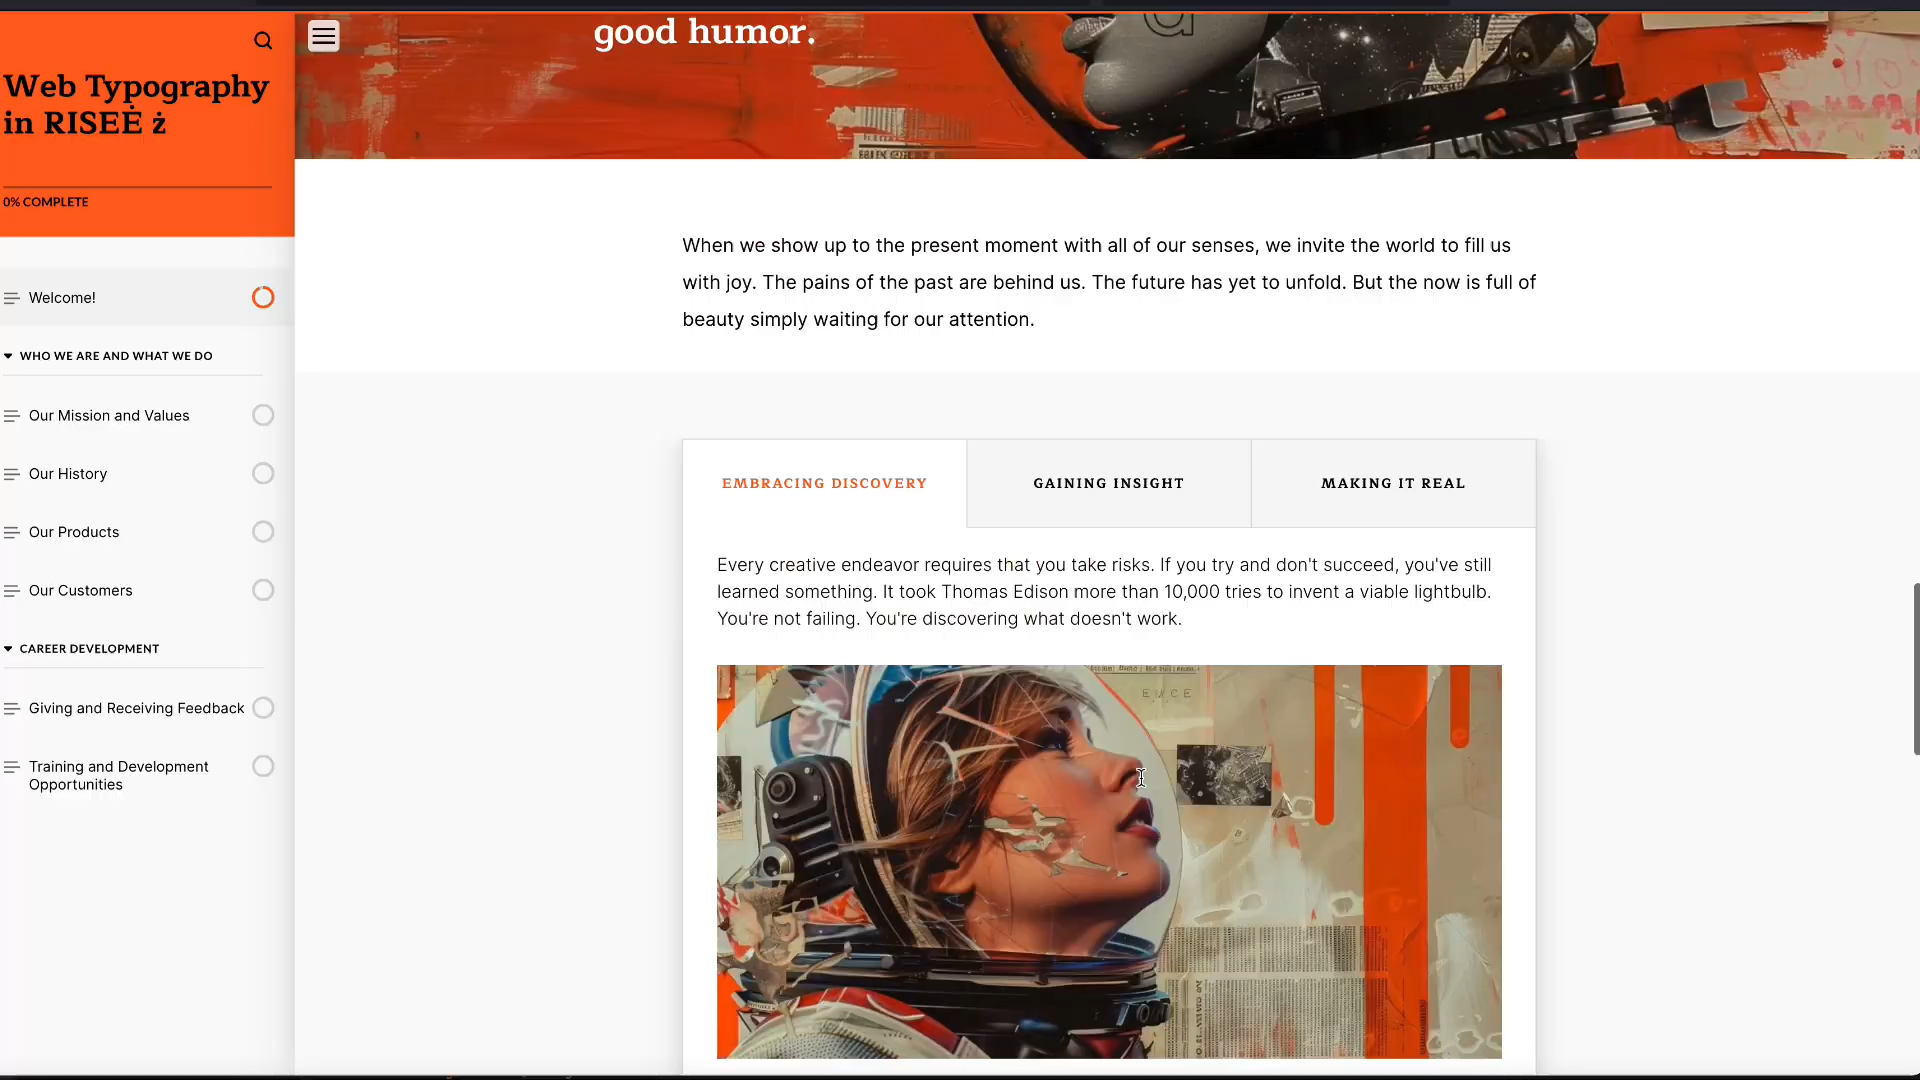 good humor.
Web Typography
in RISEĖ ż
0% COMPLETE
Welcome!
WHO WE ARE AND WHAT WE DO
Our Mission and Values
Our History
Our Products
Our Customers
CAREER DEVELOPMENT
Giving and Receiving Feedback
Training and Development
Opportunities
When we show up to the present moment with all of our senses, we invite the world to fill us
with joy. The pains of the past are behind us. The future has yet to unfold. But the now is full of
beauty simply waiting for our attention.
EMBRACING DISCOVERY
GAINING INSIGHT
MAKING IT REAL
Every creative endeavor requires that you take risks. If you try and don't succeed, you've still
learned something. It took Thomas Edison more than 10,000 tries to invent a viable lightbulb.
You're not failing. You're discovering what doesn't work.